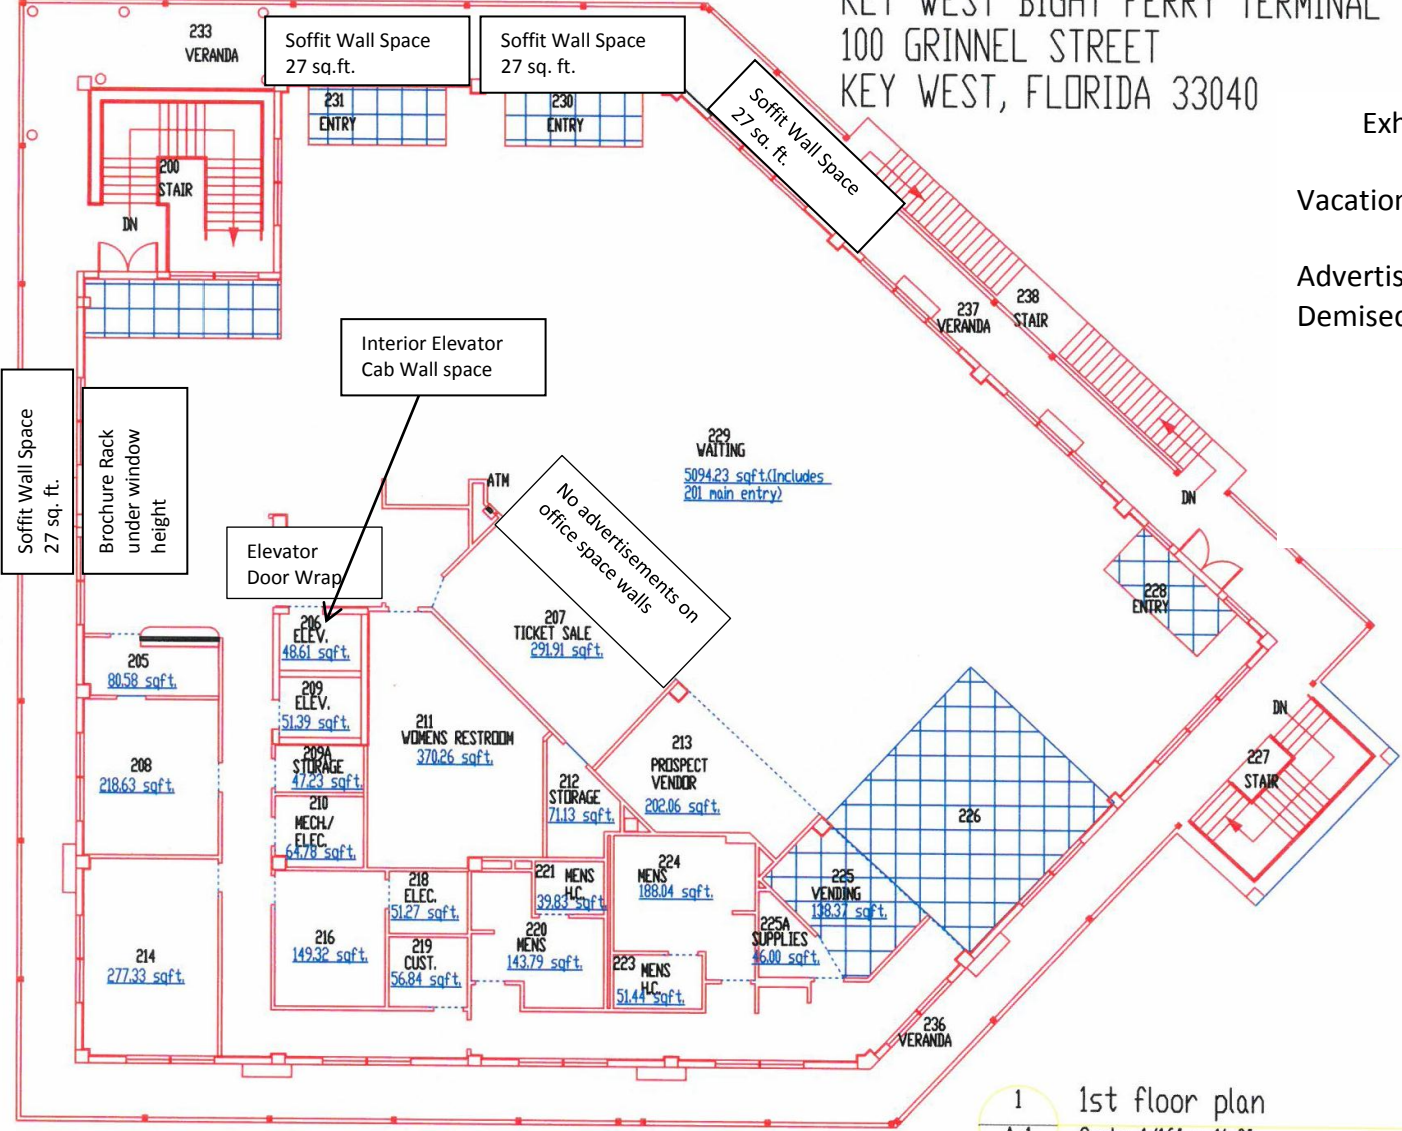 KEY WEST BIGHT FERRY TERMINAL
100 GRINNEL STREET
KEY WEST, FLORIDA 33040
Exh
Vacation
Advertis
Demised
233
VERANDA
Soffit Wall Space
27 sq.ft.
Soffit Wall Space
27 sq. ft.
Soffit Wall Space
27 sq. ft.
231
ENTRY
230
ENTRY
200
STAIR
DN
237
VERANDA
238
STAIR
DN
Interior Elevator
Cab Wall space
Soffit Wall Space
27 sq. ft.
Brochure Rack
under window
height
229
WAITING
5094.23 sqft.(Includes
201 main entry)
ATM
No advertisements on
office space walls
Elevator
Door Wrap
228
ENTRY
206
ELEV.
48.61 sqft.
207
TICKET SALE
291.91 sqft.
205
80.58 sqft.
209
ELEV.
51.39 sqft.
211
WOMENS RESTROOM
370.26 sqft.
213
PROSPECT
VENDOR
202.06 sqft.
DN
227
STAIR
208
218.63 sqft.
209A
STORAGE
47.23 sqft.
212
STORAGE
71.13 sqft.
210
MECH./
ELEC.
64.78 sqft.
226
218
ELEC.
51.27 sqft.
221 MENS
H.C.
39.83 sqft.
224
MENS
188.04 sqft.
225
VENDING
138.37 sqft.
214
277.33 sqft.
216
149.32 sqft.
219
CUST.
56.84 sqft.
220
MENS
143.79 sqft.
225A
SUPPLIES
46.00 sqft.
223 MENS
H.C.
51.44 sqft.
236
VERANDA
1
1st floor plan